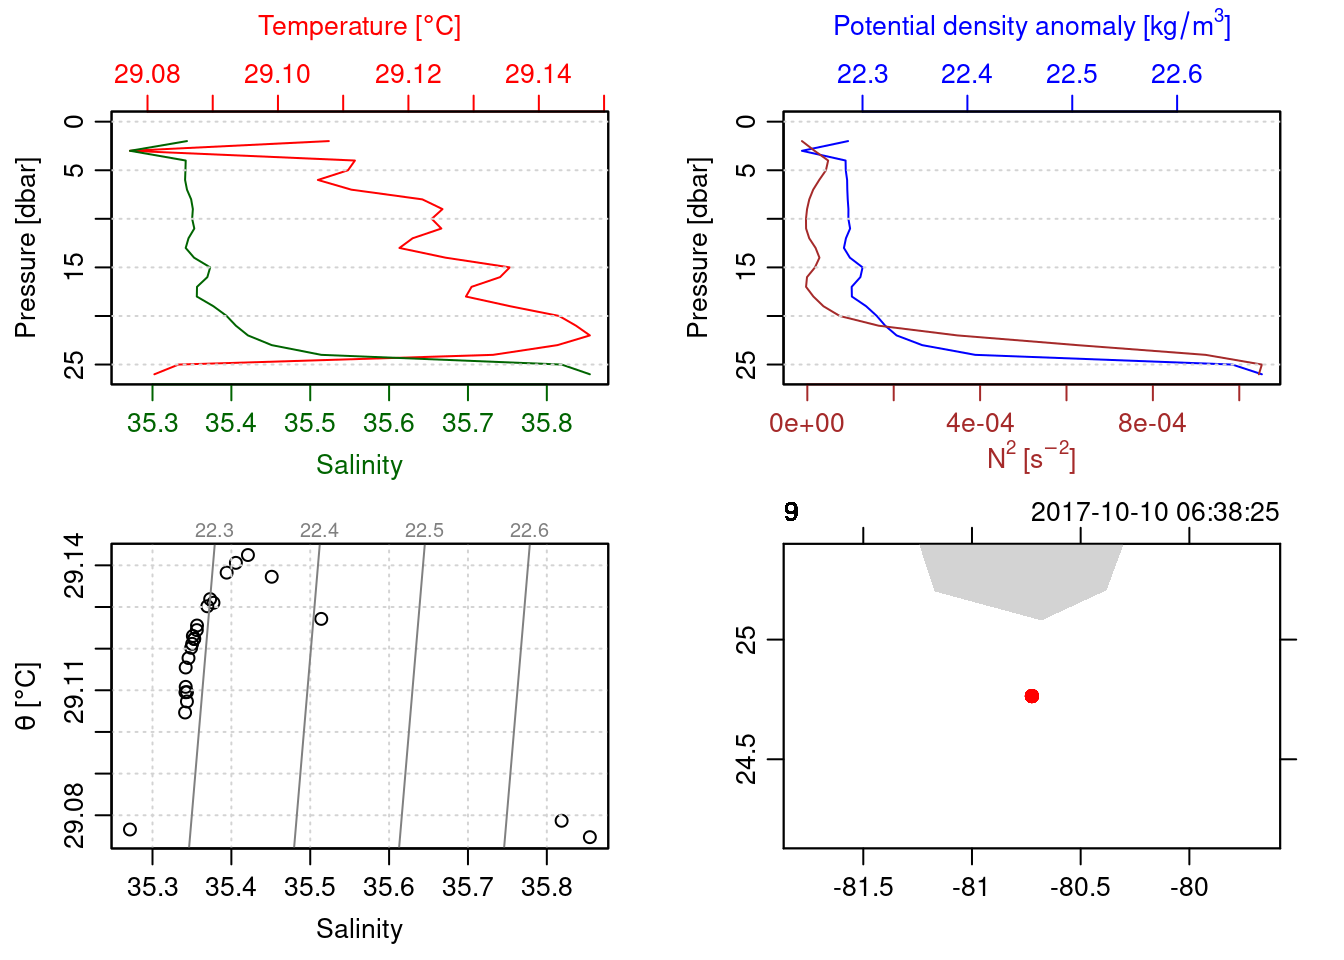 Temperature [°C]
29.08 29.10 29.12 29.14
Pressure [dbar]
0
5
15
25
35.3 35.4 35.5 35.6 35.7 35.8
Salinity
Potential density anomaly [kg/m³]
22.3 22.4 22.5 22.6
Pressure [dbar]
0
5
15
25
0e+00 4e-04 8e-04
N² [s⁻²]
22.3 22.4 22.5 22.6
θ [°C]
29.14
29.11
29.08
35.3 35.4 35.5 35.6 35.7 35.8
Salinity
2017-10-10 06:38:25
25
24.5
-81.5 -81 -80.5 -80